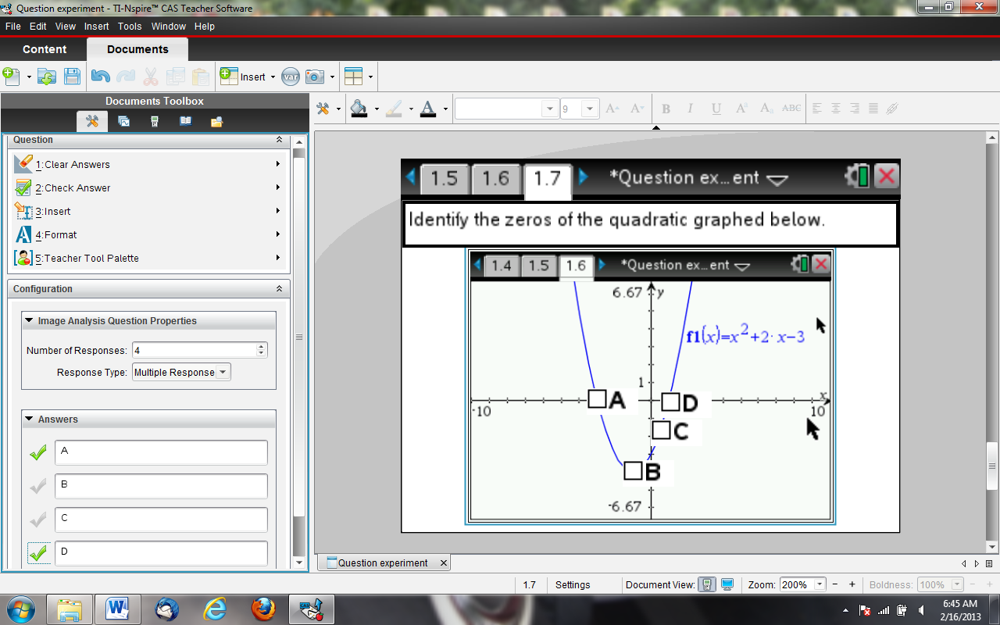 Question experiment - TI-Nspire™ CAS Teacher Software
File Edit View Insert Tools Window Help
Content Documents
Insert var
Documents Toolbox
9 A A B I U A² A₀ ABC
Question
1:Clear Answers
2:Check Answer
3:Insert
4:Format
5:Teacher Tool Palette
Configuration
Image Analysis Question Properties
Number of Responses: 4
Response Type: Multiple Response
Answers
A
B
C
D
1.5 1.6 1.7 *Question ex...ent
Identify the zeros of the quadratic graphed below.
1.4 1.5 1.6 *Question ex...ent
6.67 y
f1(x)=x²+2·x-3
1
x
A D
-10 10
C
B
-6.67
Question experiment
1.7 Settings Document View: Zoom: 200% - + Boldness: 100% - +
6:45 AM
2/16/2013